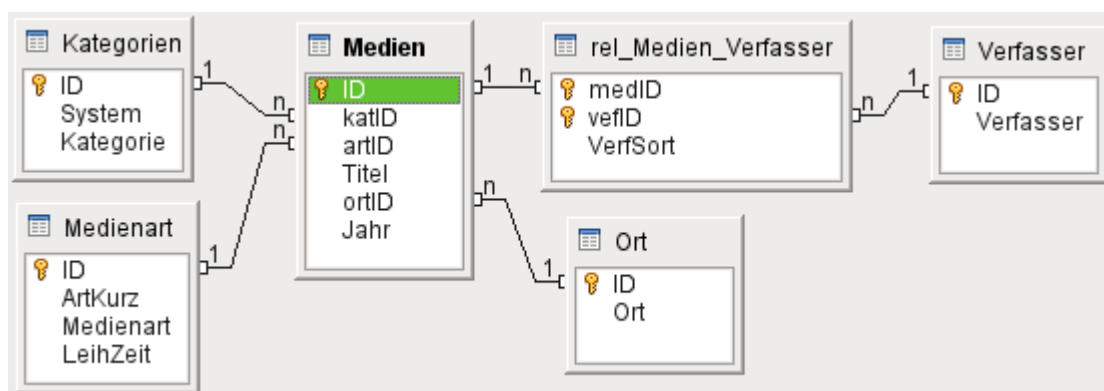 Kategorien
ID
System
Kategorie
Medienart
ID
ArtKurz
Medienart
LeihZeit
1
n
n
1
Medien
ID
katID
artID
Titel
ortID
Jahr
1
n
n
1
rel_Medien_Verfasser
medID
vefID
VerfSort
Ort
ID
Ort
1
n
Verfasser
ID
Verfasser